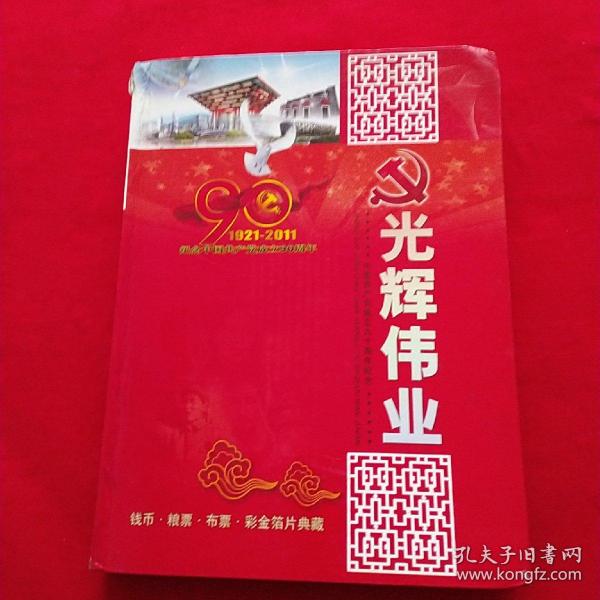 90
1921-2011
纪念中国共产党成立90周年
光辉伟业
钱币·粮票·布票·彩金箔片典藏
孔夫子旧书网
www.kongfz.com